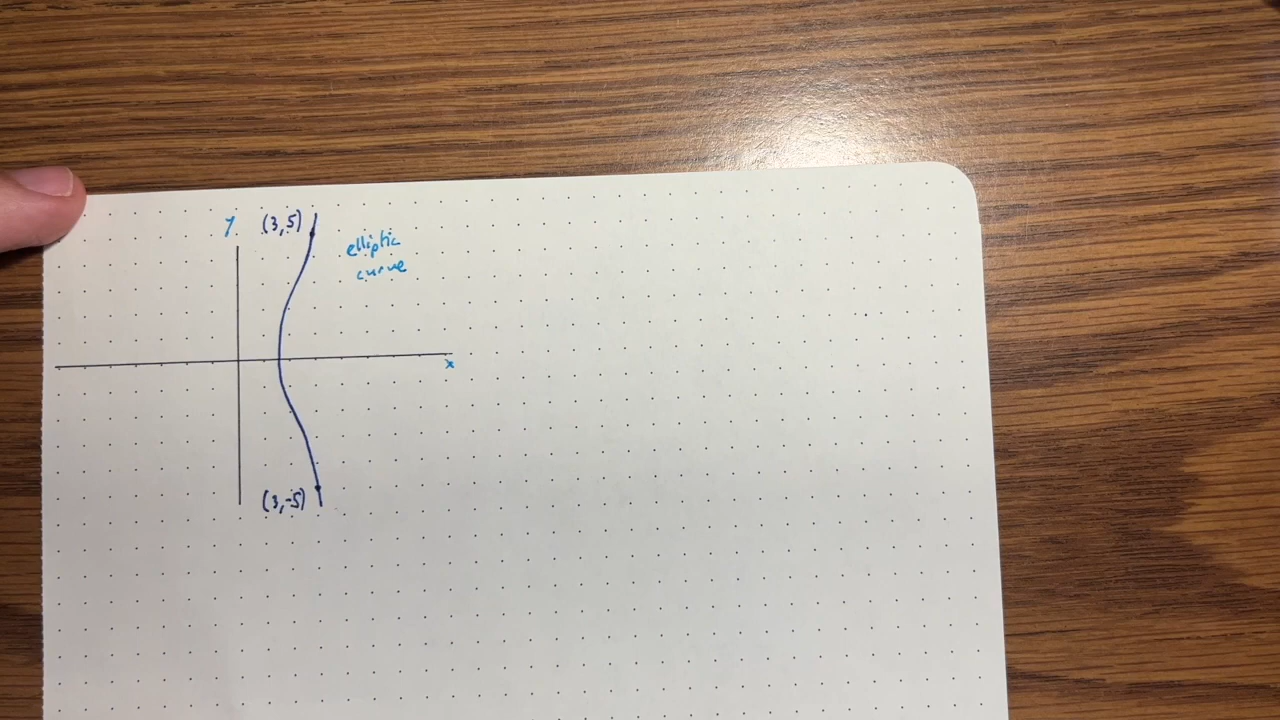 y
(3,5)
elliptic
curve
x
(3,-5)